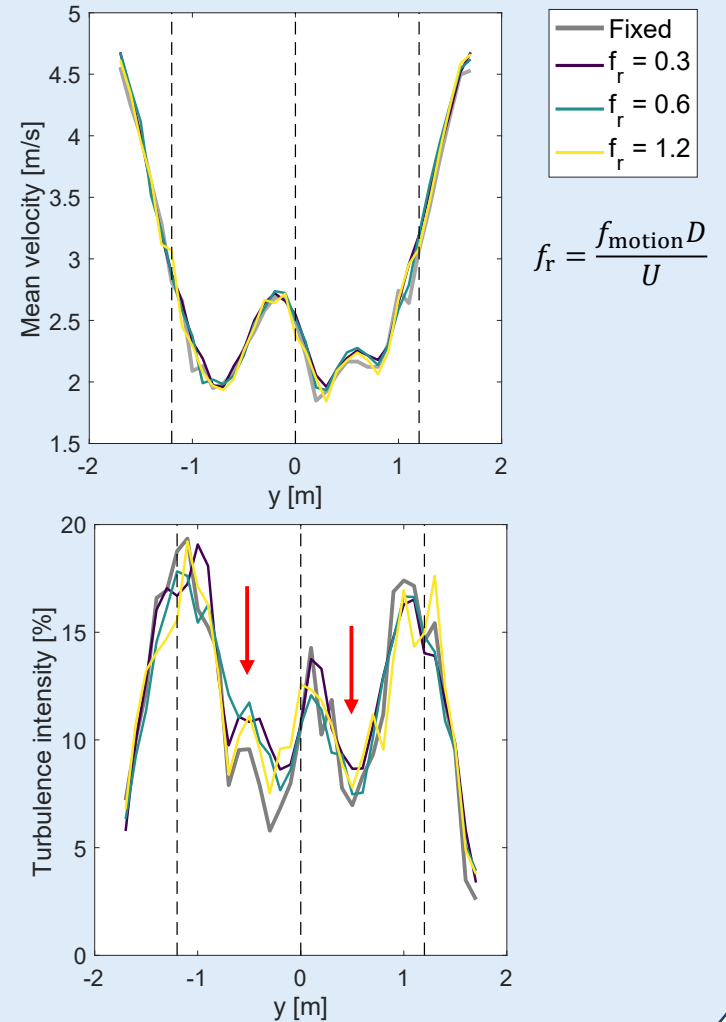 5
4.5
4
3.5
3
2.5
2
1.5
Mean velocity [m/s]
-2 -1 0 1 2
y [m]
Fixed
f_r = 0.3
f_r = 0.6
f_r = 1.2
f_r = f_motion D / U
20
15
10
5
0
Turbulence intensity [%]
-2 -1 0 1 2
y [m]